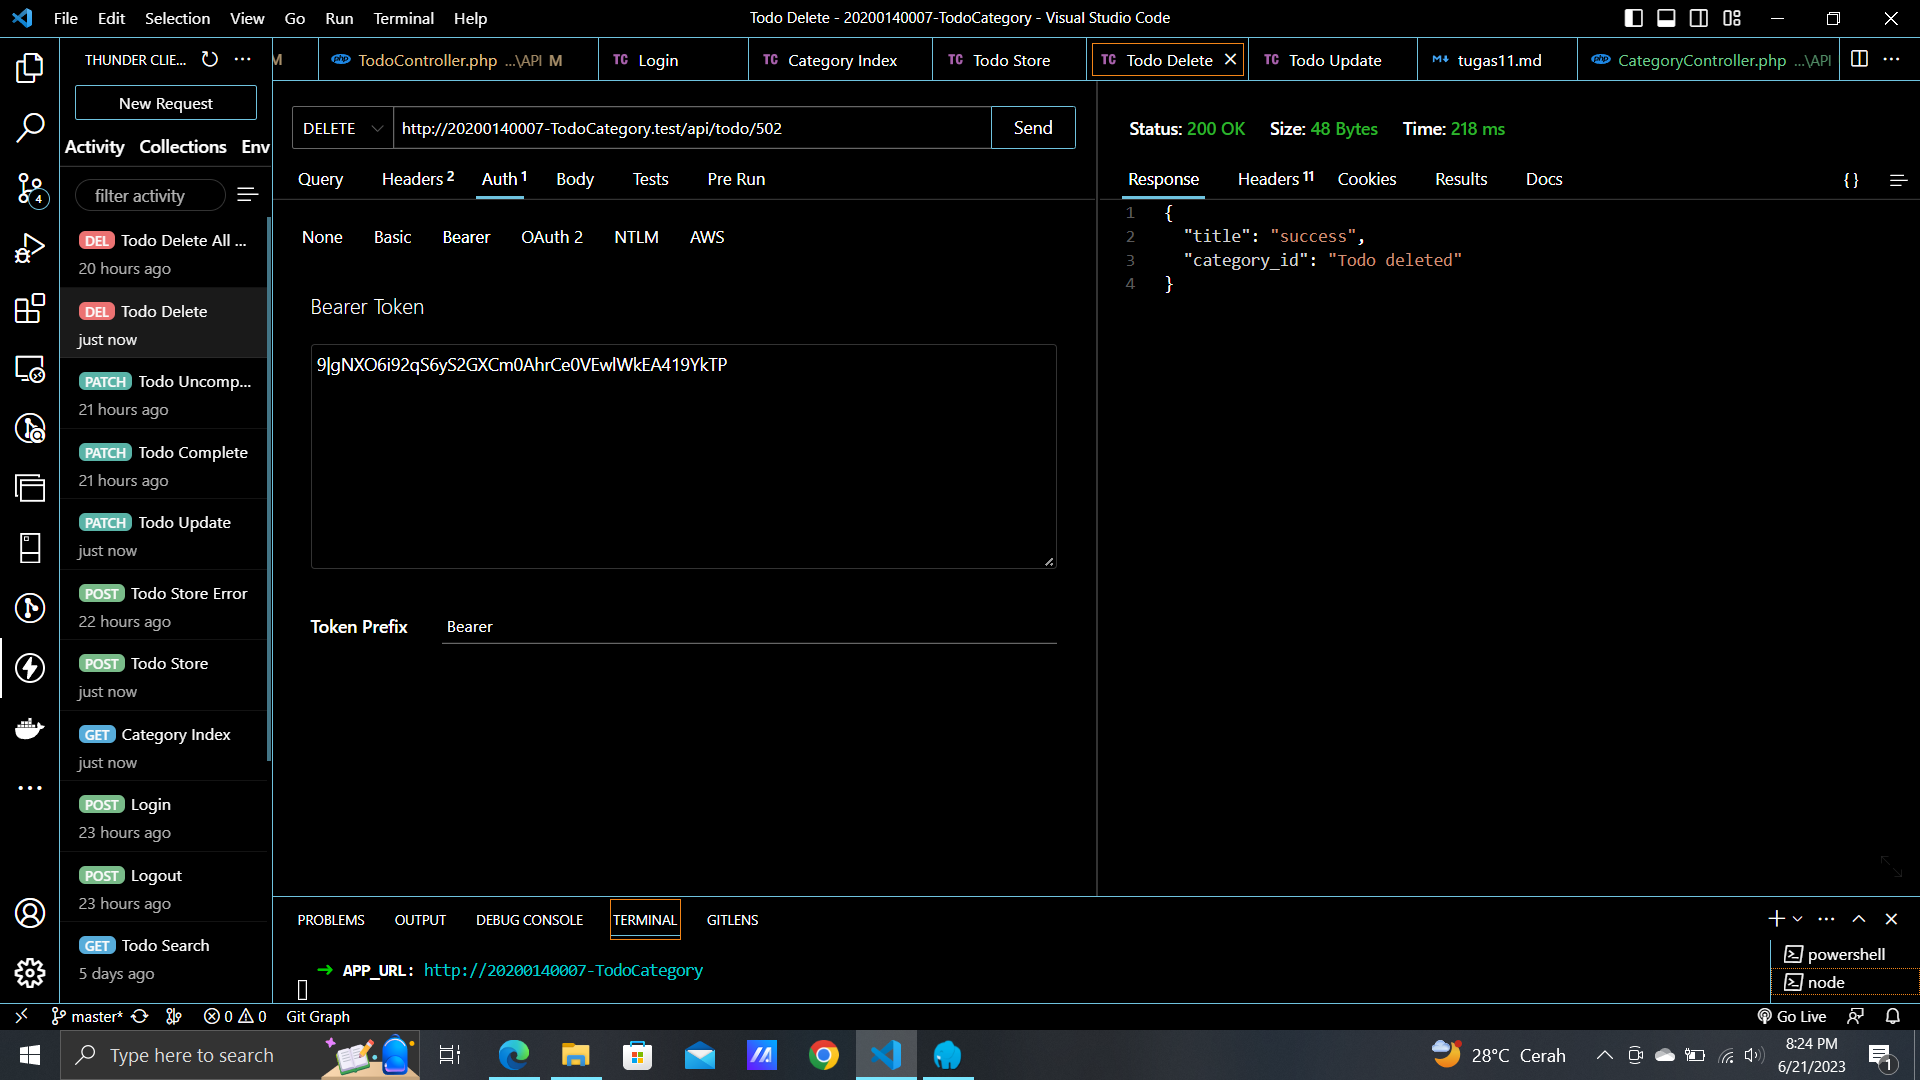 File Edit Selection View Go Run Terminal Help
Todo Delete - 20200140007-TodoCategory - Visual Studio Code
THUNDER CLIE...
New Request
Activity Collections Env
filter activity
DEL Todo Delete All ...
20 hours ago
DEL Todo Delete
just now
PATCH Todo Uncomp...
21 hours ago
PATCH Todo Complete
21 hours ago
PATCH Todo Update
just now
POST Todo Store Error
22 hours ago
POST Todo Store
just now
GET Category Index
just now
POST Login
23 hours ago
POST Logout
23 hours ago
GET Todo Search
5 days ago
4
M php TodoController.php ...\API M TC Login TC Category Index TC Todo Store TC Todo Delete TC Todo Update tugas11.md php CategoryController.php ...\API
DELETE http://20200140007-TodoCategory.test/api/todo/502 Send
Query Headers 2 Auth 1 Body Tests Pre Run
None Basic Bearer OAuth 2 NTLM AWS
Bearer Token
9|gNXO6i92qS6yS2GXCm0AhrCe0VEwlWkEA419YkTP
Token Prefix Bearer
Status: 200 OK Size: 48 Bytes Time: 218 ms
Response Headers 11 Cookies Results Docs { }
1 {
2 "title": "success",
3 "category_id": "Todo deleted"
4 }
PROBLEMS OUTPUT DEBUG CONSOLE TERMINAL GITLENS
→ APP_URL: http://20200140007-TodoCategory
powershell
node
master* 0 0 Git Graph
Go Live
Type here to search
28°C Cerah
8:24 PM
6/21/2023
1